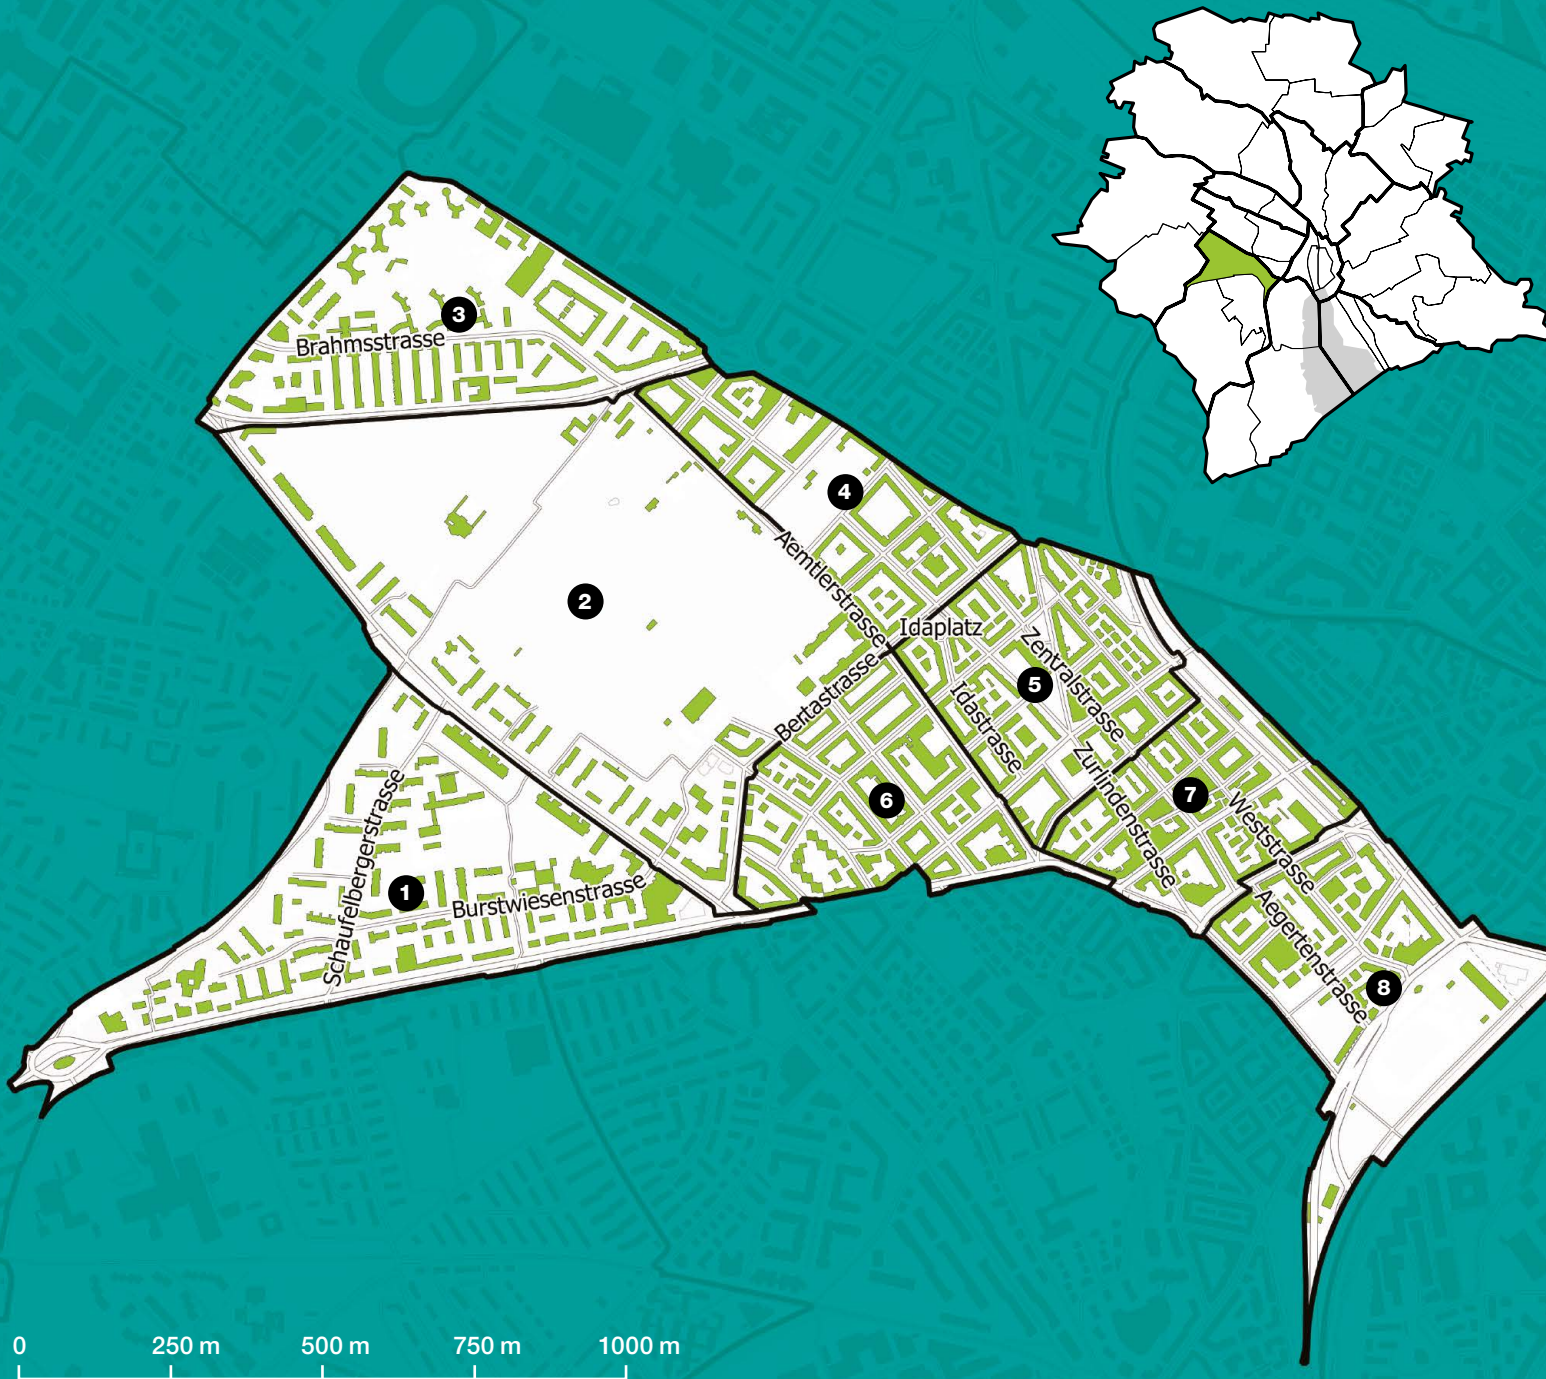 3
Brahmsstrasse
4
Aemtlerstrasse
2
Idaplatz
Zentralstrasse
5
Bertastrasse
Idastrasse
Zurlindenstrasse
7
Weststrasse
6
Schaufelbergerstrasse
1
Burstwiesenstrasse
Aegertenstrasse
8
0 250 m 500 m 750 m 1000 m